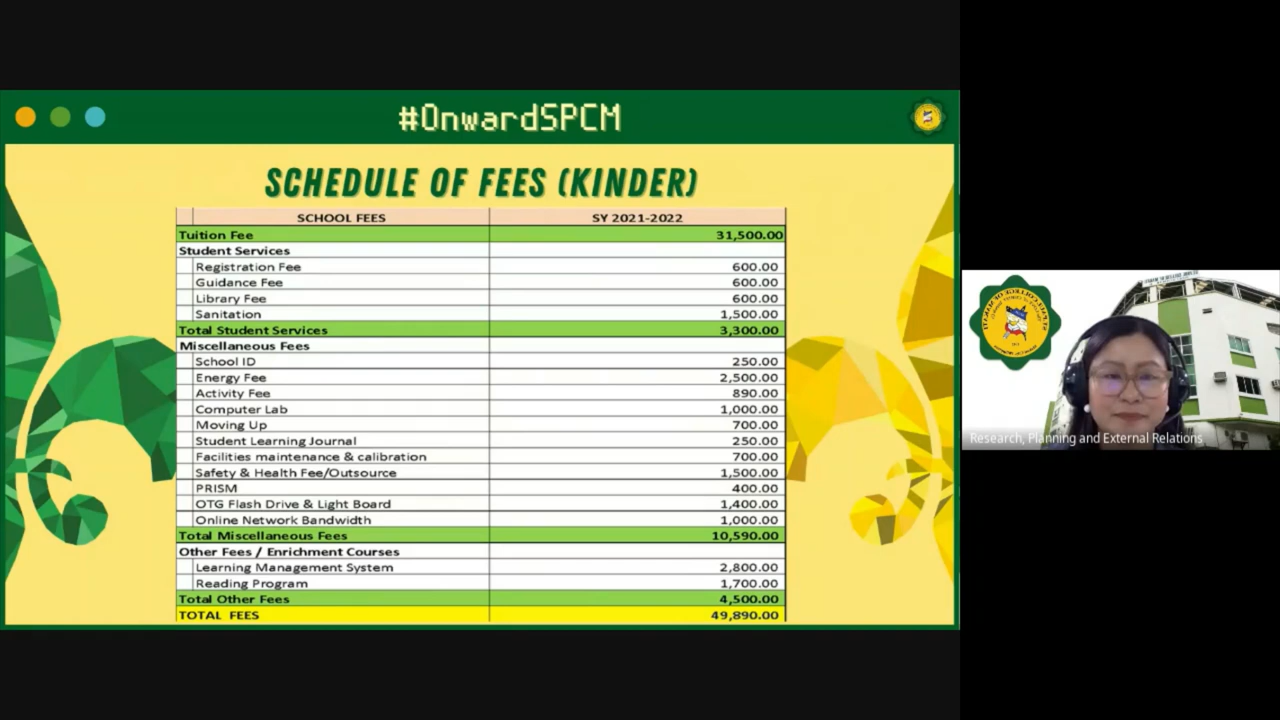 #OnwardSPCM
SCHEDULE OF FEES (KINDER)
SCHOOL FEES SY 2021-2022
Tuition Fee 31,500.00
Student Services
Registration Fee 600.00
Guidance Fee 600.00
Library Fee 600.00
Sanitation 1,500.00
Total Student Services 3,300.00
Miscellaneous Fees
School ID 250.00
Energy Fee 2,500.00
Activity Fee 890.00
Computer Lab 1,000.00
Moving Up 700.00
Student Learning Journal 250.00
Facilities maintenance & calibration 700.00
Safety & Health Fee/Outsource 1,500.00
PRISM 400.00
OTG Flash Drive & Light Board 1,400.00
Online Network Bandwidth 1,000.00
Total Miscellaneous Fees 10,590.00
Other Fees / Enrichment Courses
Learning Management System 2,800.00
Reading Program 1,700.00
Total Other Fees 4,500.00
TOTAL FEES 49,890.00
Research, Planning and External Relations